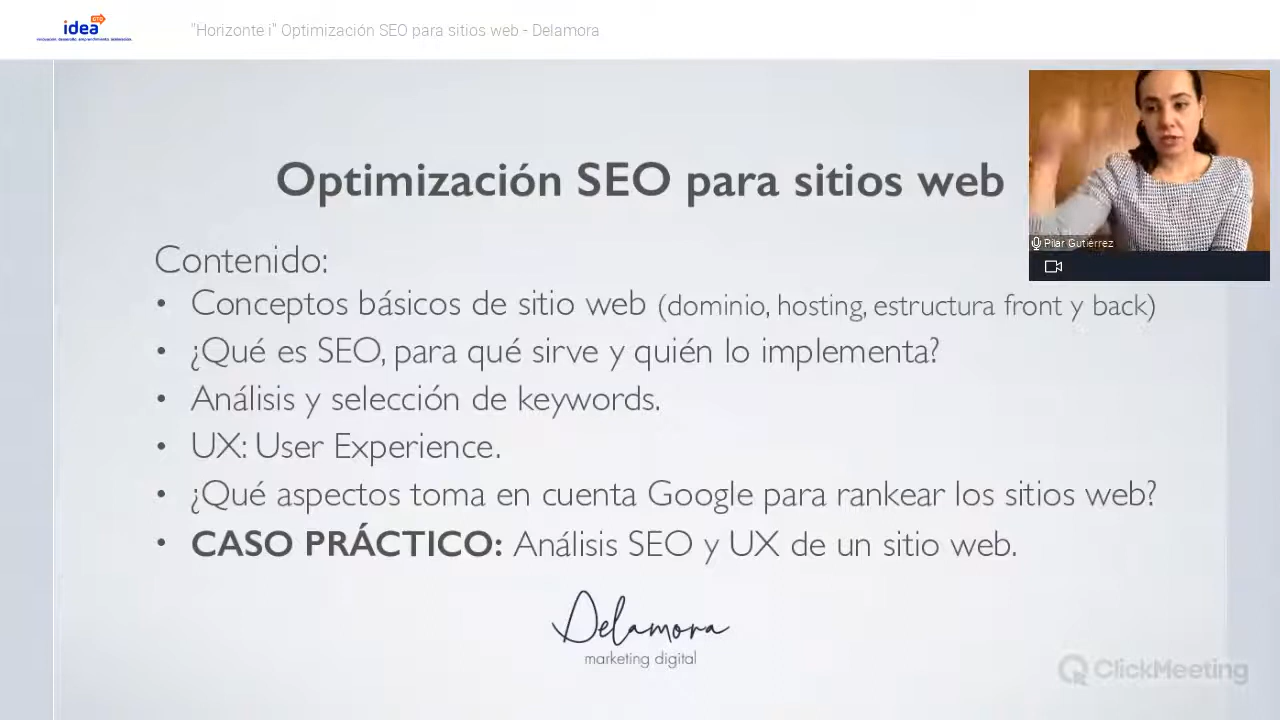 idea
GTO
"Horizonte i" Optimización SEO para sitios web - Delamora
Optimización SEO para sitios web
Pilar Gutiérrez
Contenido:
• Conceptos básicos de sitio web (dominio, hosting, estructura front y back)
• ¿Qué es SEO, para qué sirve y quién lo implementa?
• Análisis y selección de keywords.
• UX: User Experience.
• ¿Qué aspectos toma en cuenta Google para rankear los sitios web?
• CASO PRÁCTICO: Análisis SEO y UX de un sitio web.
Delamora
marketing digital
ClickMeeting